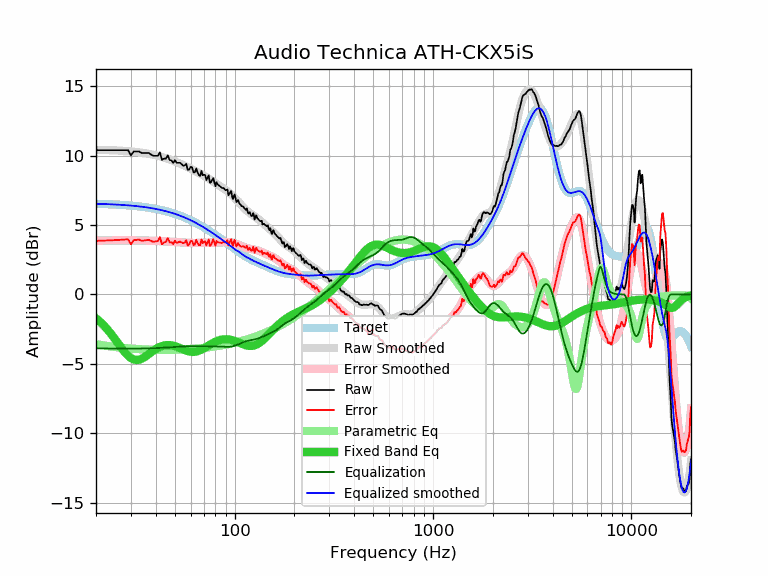 Audio Technica ATH-CKX5iS
Amplitude (dBr)
15
10
5
0
−5
−10
−15
Target
Raw Smoothed
Error Smoothed
Raw
Error
Parametric Eq
Fixed Band Eq
Equalization
Equalized smoothed
100
1000
10000
Frequency (Hz)